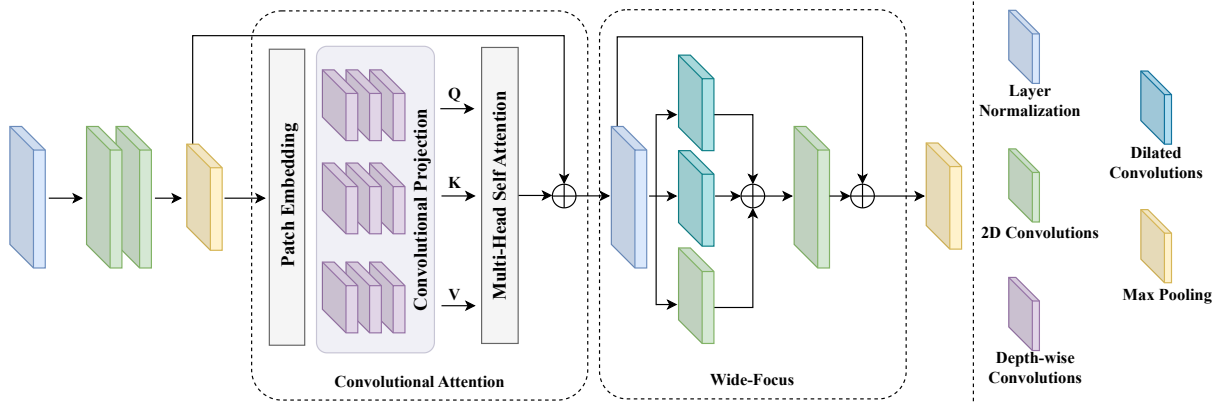 Patch Embedding
Convolutional Projection
Q
K
V
Multi-Head Self Attention
Convolutional Attention
Wide-Focus
Layer
Normalization
Dilated
Convolutions
2D Convolutions
Max Pooling
Depth-wise
Convolutions